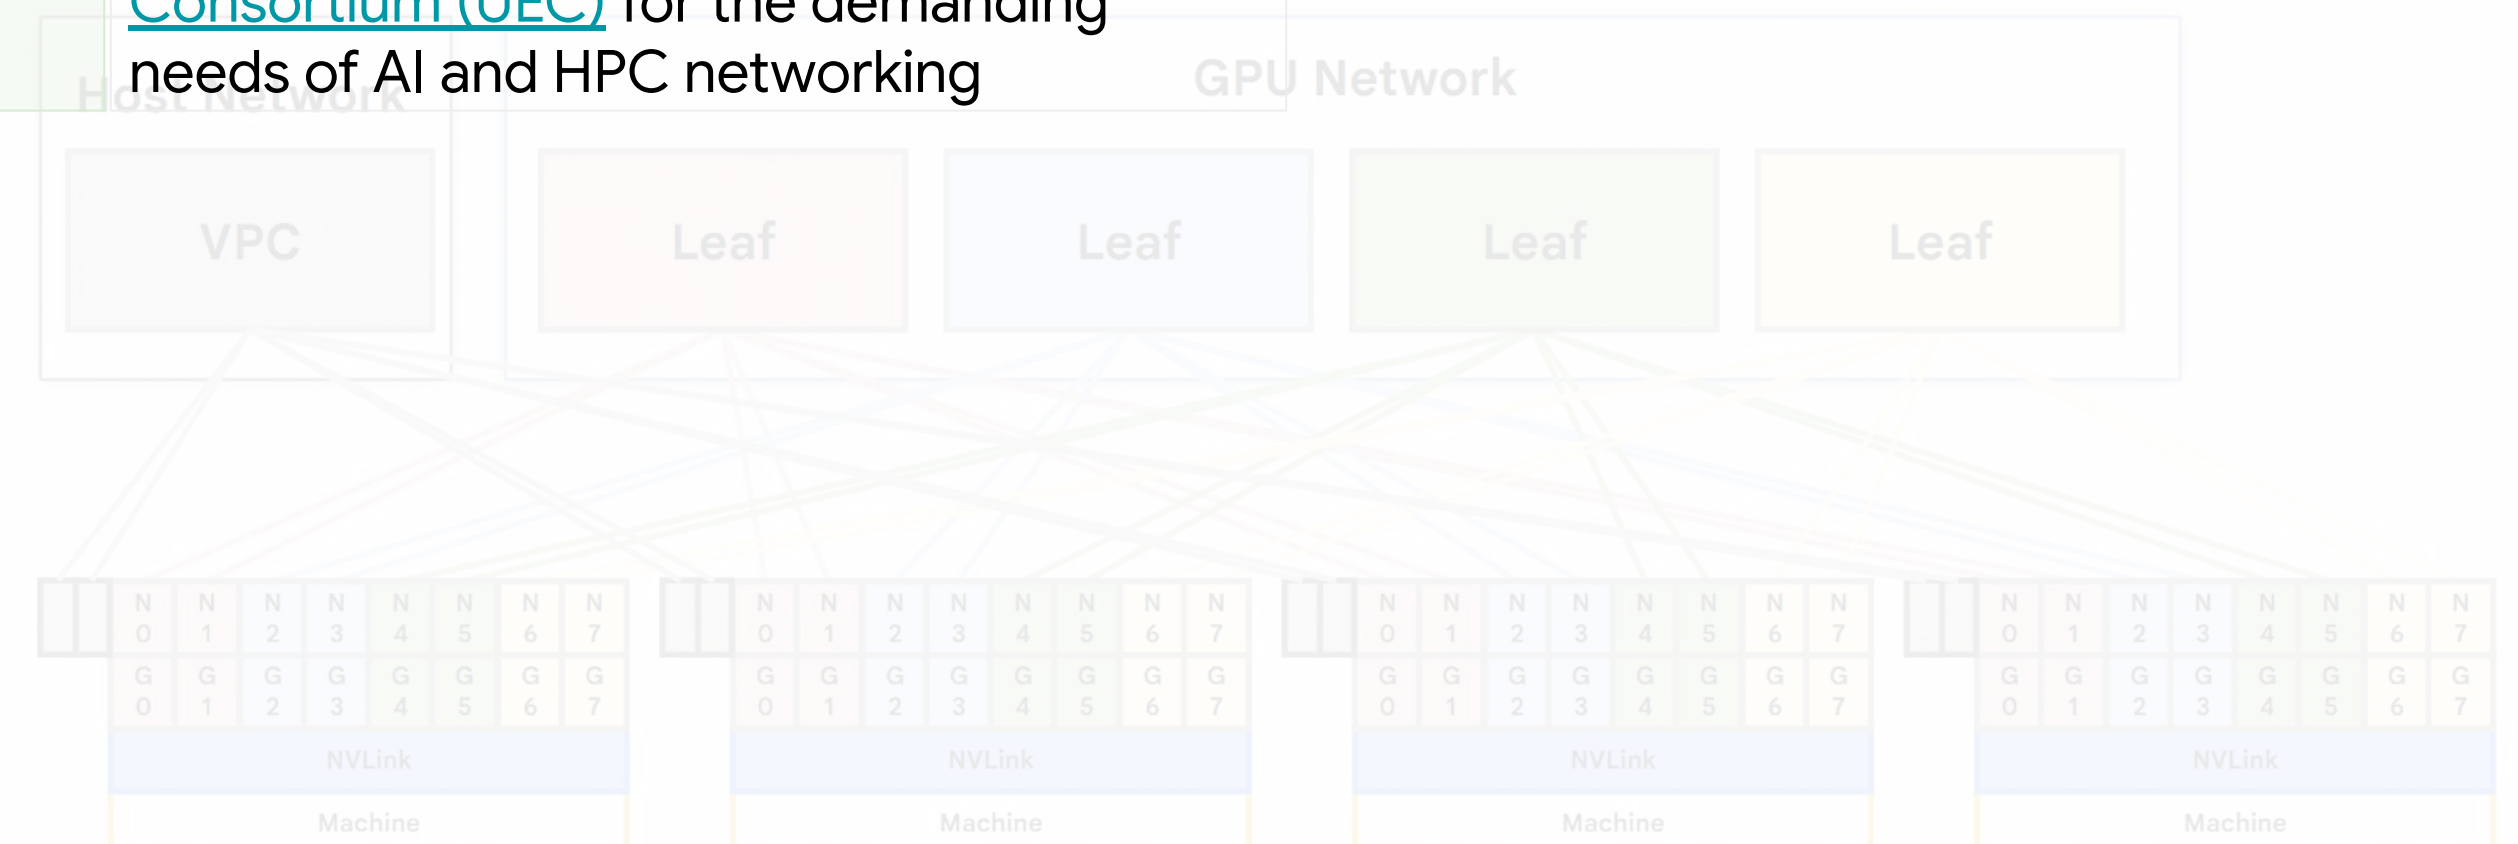 Consortium (UEC) for the demanding
needs of AI and HPC networking
Host Network
GPU Network
VPC
Leaf
Leaf
Leaf
Leaf
N N N N N N N N
0 1 2 3 4 5 6 7
G G G G G G G G
0 1 2 3 4 5 6 7
NVLink
Machine
N N N N N N N N
0 1 2 3 4 5 6 7
G G G G G G G G
0 1 2 3 4 5 6 7
NVLink
Machine
N N N N N N N N
0 1 2 3 4 5 6 7
G G G G G G G G
0 1 2 3 4 5 6 7
NVLink
Machine
N N N N N N N N
0 1 2 3 4 5 6 7
G G G G G G G G
0 1 2 3 4 5 6 7
NVLink
Machine